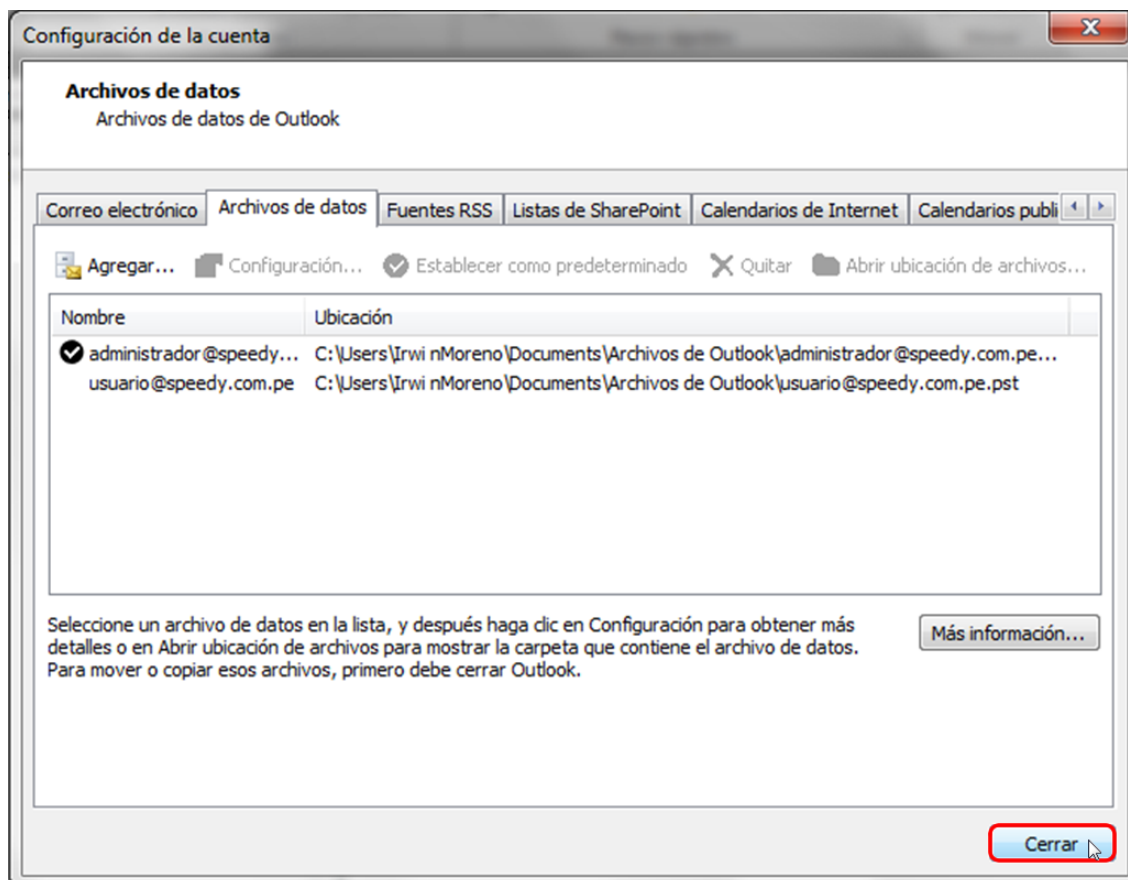 Configuración de la cuenta
Archivos de datos
Archivos de datos de Outlook
Correo electrónico Archivos de datos Fuentes RSS Listas de SharePoint Calendarios de Internet Calendarios publi
Agregar... Configuración... Establecer como predeterminado Quitar Abrir ubicación de archivos...
Nombre Ubicación
administrador@speedy... C:\Users\Irwi nMoreno\Documents\Archivos de Outlook\administrador@speedy.com.pe...
usuario@speedy.com.pe C:\Users\Irwi nMoreno\Documents\Archivos de Outlook\usuario@speedy.com.pe.pst
Seleccione un archivo de datos en la lista, y después haga clic en Configuración para obtener más
detalles o en Abrir ubicación de archivos para mostrar la carpeta que contiene el archivo de datos.
Para mover o copiar esos archivos, primero debe cerrar Outlook.
Más información...
Cerrar